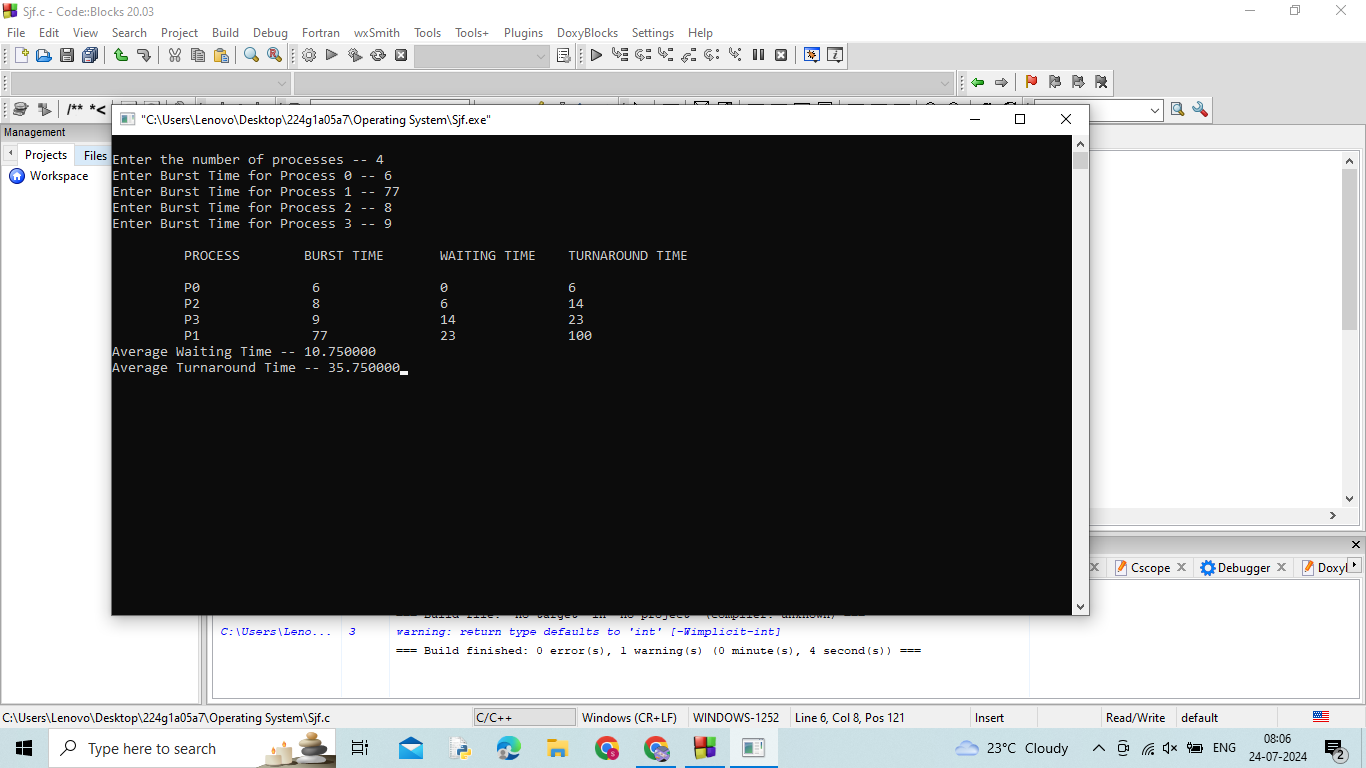 Sjf.c - Code::Blocks 20.03
File Edit View Search Project Build Debug Fortran wxSmith Tools Tools+ Plugins DoxyBlocks Settings Help
/** *<
Management
Projects Files
Workspace
"C:\Users\Lenovo\Desktop\224g1a05a7\Operating System\Sjf.exe"
Enter the number of processes -- 4
Enter Burst Time for Process 0 -- 6
Enter Burst Time for Process 1 -- 77
Enter Burst Time for Process 2 -- 8
Enter Burst Time for Process 3 -- 9
PROCESS BURST TIME WAITING TIME TURNAROUND TIME
P0 6 0 6
P2 8 6 14
P3 9 14 23
P1 77 23 100
Average Waiting Time -- 10.750000
Average Turnaround Time -- 35.750000
Cscope Debugger Doxyl
C:\Users\Leno... 3 warning: return type defaults to 'int' [-Wimplicit-int]
=== Build finished: 0 error(s), 1 warning(s) (0 minute(s), 4 second(s)) ===
C:\Users\Lenovo\Desktop\224g1a05a7\Operating System\Sjf.c C/C++ Windows (CR+LF) WINDOWS-1252 Line 6, Col 8, Pos 121 Insert Read/Write default
Type here to search 23°C Cloudy ENG 08:06
24-07-2024 2